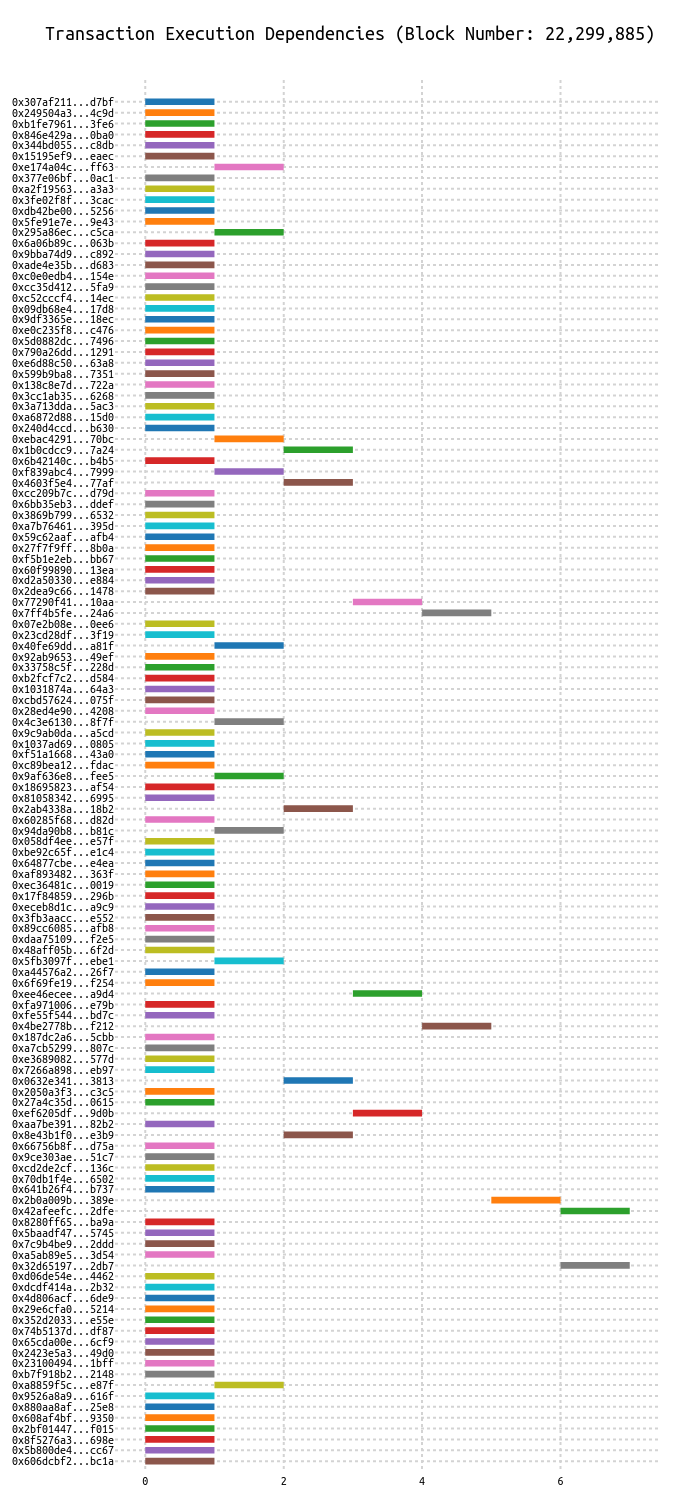 Transaction Execution Dependencies (Block Number: 22,299,885)
0x307af211...d7bf
0x249504a3...4c9d
0xb1fe7961...3fe6
0x846e429a...0ba0
0x344bd055...c8db
0x15195ef9...eaec
0xe174a04c...ff63
0x377e06bf...0ac1
0xa2f19563...a3a3
0x3fe02f8f...3cac
0xdb42be00...5256
0x5fe91e7e...9e43
0x295a86ec...c5ca
0x6a06b89c...063b
0x9bba74d9...c892
0xade4e35b...d683
0xc0e0edb4...154e
0xcc35d412...5fa9
0xc52cccf4...14ec
0x09db68e4...17d8
0x9df3365e...18ec
0xe0c235f8...c476
0x5d0882dc...7496
0x790a26dd...1291
0xe6d88c50...63a8
0x599b9ba8...7351
0x138c8e7d...722a
0x3cc1ab35...6268
0x3a713dda...5ac3
0xa6872d88...15d0
0x240d4ccd...b630
0xebac4291...70bc
0x1b0cdcc9...7a24
0x6b42140c...b4b5
0xf839abc4...7999
0x4603f5e4...77af
0xcc209b7c...d79d
0x6bb35eb3...ddef
0x3869b799...6532
0xa7b76461...395d
0x59c62aaf...afb4
0x27f7f9ff...8b0a
0xf5b1e2eb...bb67
0x60f99890...13ea
0xd2a50330...e884
0x2dea9c66...1478
0x77290f41...10aa
0x7ff4b5fe...24a6
0x07e2b08e...0ee6
0x23cd28df...3f19
0x40fe69dd...a81f
0x92ab9653...49ef
0x33758c5f...228d
0xb2fcf7c2...d584
0x1031874a...64a3
0xcbd57624...075f
0x28ed4e90...4208
0x4c3e6130...8f7f
0x9c9ab0da...a5cd
0x1037ad69...0805
0xf51a1668...43a0
0xc89bea12...fdac
0x9af636e8...fee5
0x18695823...af54
0x81058342...6995
0x2ab4338a...18b2
0x60285f68...d82d
0x94da90b8...b81c
0x058df4ee...e57f
0xbe92c65f...e1c4
0x64877cbe...e4ea
0xaf893482...363f
0xec36481c...0019
0x17f84859...296b
0xeceb8d1c...a9c9
0x3fb3aacc...e552
0x89cc6085...afb8
0xdaa75109...f2e5
0x48aff05b...6f2d
0x5fb3097f...ebe1
0xa44576a2...26f7
0x6f69fe19...f254
0xee46ecee...a9d4
0xfa971006...e79b
0xfe55f544...bd7c
0x4be2778b...f212
0x187dc2a6...5cbb
0xa7cb5299...807c
0xe3689082...577d
0x7266a898...eb97
0x0632e341...3813
0x2050a3f3...c3c5
0x27a4c35d...0615
0xef6205df...9d0b
0xaa7be391...82b2
0x8e43b1f0...e3b9
0x66756b8f...d75a
0x9ce303ae...51c7
0xcd2de2cf...136c
0x70db1f4e...6502
0x641b26f4...b737
0x2b0a009b...389e
0x42afeefc...2dfe
0x8280ff65...ba9a
0x5baadf47...5745
0x7c9b4be9...2ddd
0xa5ab89e5...3d54
0x32d65197...2db7
0xd06de54e...4462
0xdcdf414a...2b32
0x4d806acf...6de9
0x29e6cfa0...5214
0x352d2033...e55e
0x74b5137d...df87
0x65cda00e...6cf9
0x2423e5a3...49d0
0x23100494...1bff
0xb7f918b2...2148
0xa8859f5c...e87f
0x9526a8a9...616f
0x880aa8af...25e8
0x608af4bf...9350
0x2bf01447...f015
0x8f5276a3...698e
0x5b800de4...cc67
0x606dcbf2...bc1a
0 2 4 6